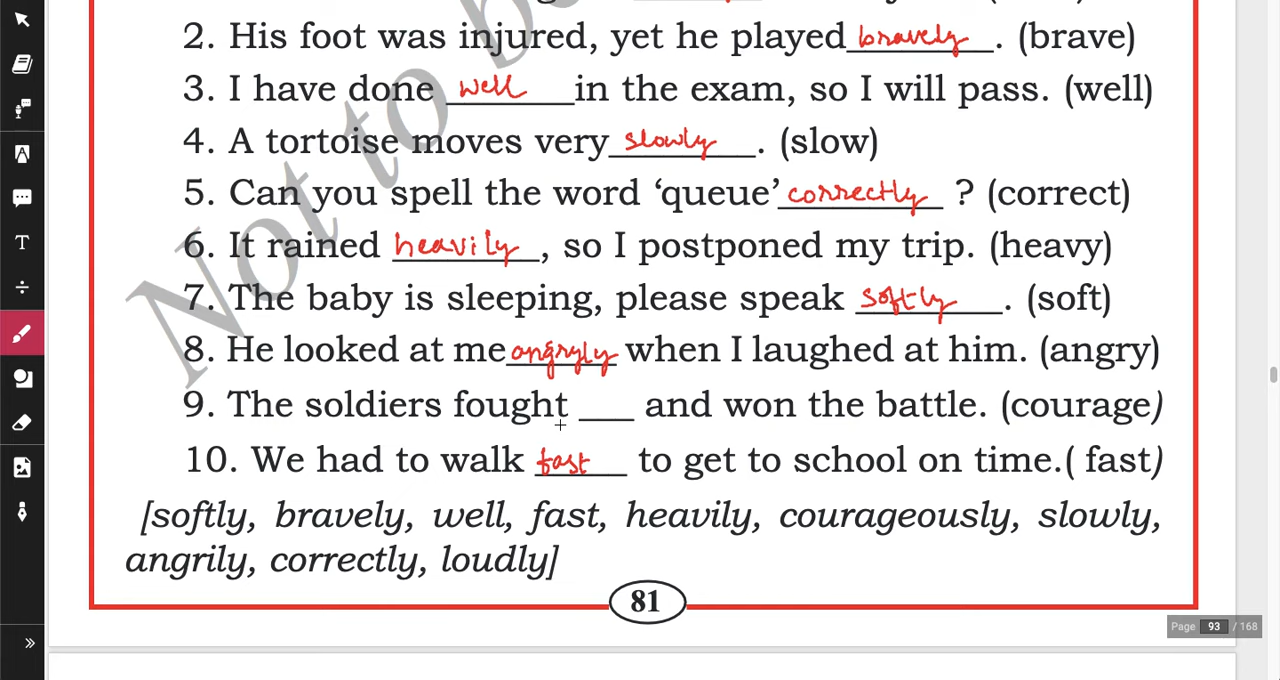 2. His foot was injured, yet he played bravely. (brave)
3. I have done well in the exam, so I will pass. (well)
4. A tortoise moves very slowly. (slow)
5. Can you spell the word ‘queue’ correctly ? (correct)
6. It rained heavily, so I postponed my trip. (heavy)
7. The baby is sleeping, please speak softly. (soft)
8. He looked at me angryly when I laughed at him. (angry)
9. The soldiers fought ___ and won the battle. (courage)
10. We had to walk fast to get to school on time.( fast)
[softly, bravely, well, fast, heavily, courageously, slowly,
angrily, correctly, loudly]
81
Page 93 / 168
Not to b